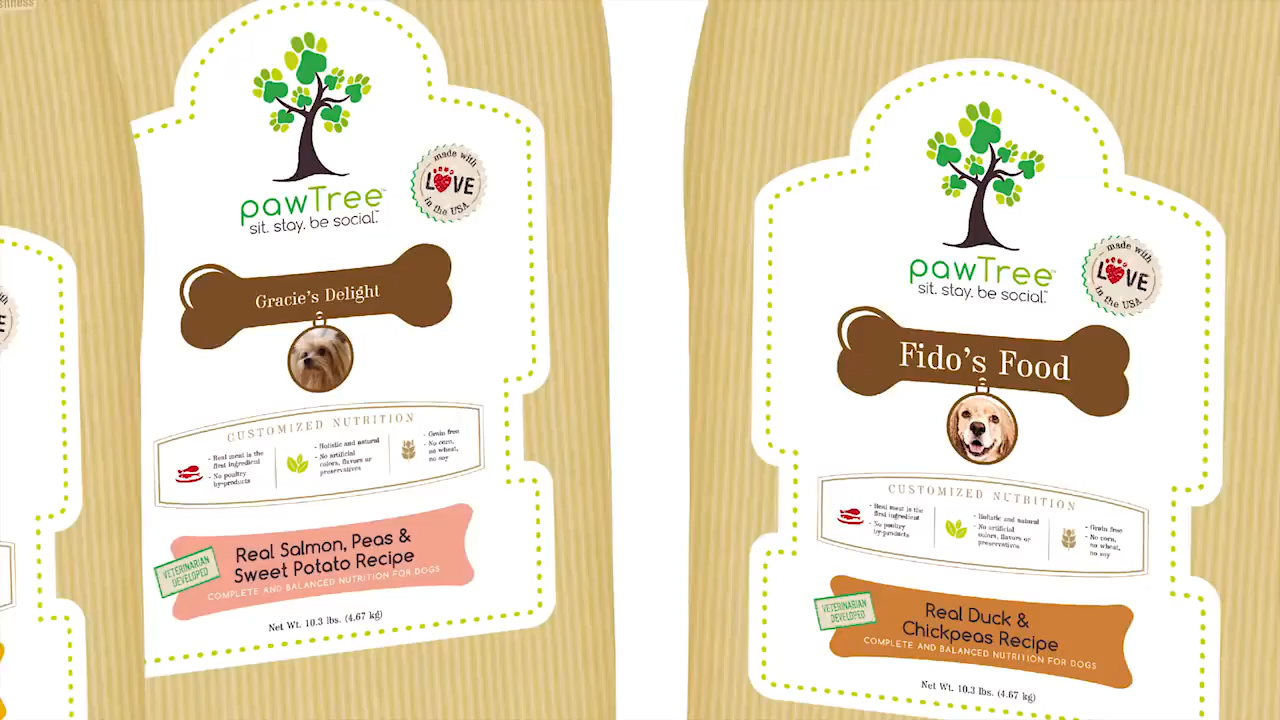 pawTree™
sit. stay. be social.™
made with
LOVE
in the USA
Gracie's Delight
CUSTOMIZED NUTRITION
- Real meat is the
first ingredient
- No poultry
by-products
- Holistic and natural
- No artificial
colors, flavors or
preservatives
- Grain free
- No corn,
no wheat,
no soy
VETERINARIAN
DEVELOPED
Real Salmon, Peas &
Sweet Potato Recipe
COMPLETE AND BALANCED NUTRITION FOR DOGS
Net Wt. 10.3 lbs. (4.67 kg)
pawTree™
sit. stay. be social.™
made with
LOVE
in the USA
Fido's Food
CUSTOMIZED NUTRITION
- Real meat is the
first ingredient
- No poultry
by-products
- Holistic and natural
- No artificial
colors, flavors or
preservatives
- Grain free
- No corn,
no wheat,
no soy
VETERINARIAN
DEVELOPED
Real Duck &
Chickpeas Recipe
COMPLETE AND BALANCED NUTRITION FOR DOGS
Net Wt. 10.3 lbs. (4.67 kg)